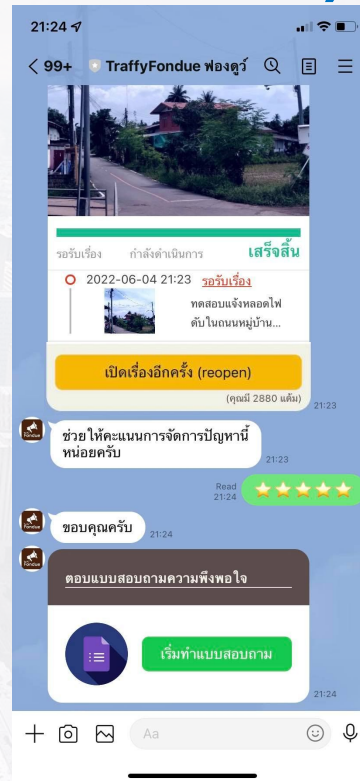 21:24
99+ TraffyFondue ฟองดูว์
รอรับเรื่อง กำลังดำเนินการ เสร็จสิ้น
2022-06-04 21:23 รอรับเรื่อง
ทดสอบแจ้งหลอดไฟ
ดับในถนนหมู่บ้าน...
เปิดเรื่องอีกครั้ง (reopen)
(คุณมี 2880 แต้ม)
21:23
ช่วยให้คะแนนการจัดการปัญหานี้
หน่อยครับ
21:23
Read
21:24
ขอบคุณครับ
21:24
ตอบแบบสอบถามความพึงพอใจ
เริ่มทำแบบสอบถาม
21:24
Aa